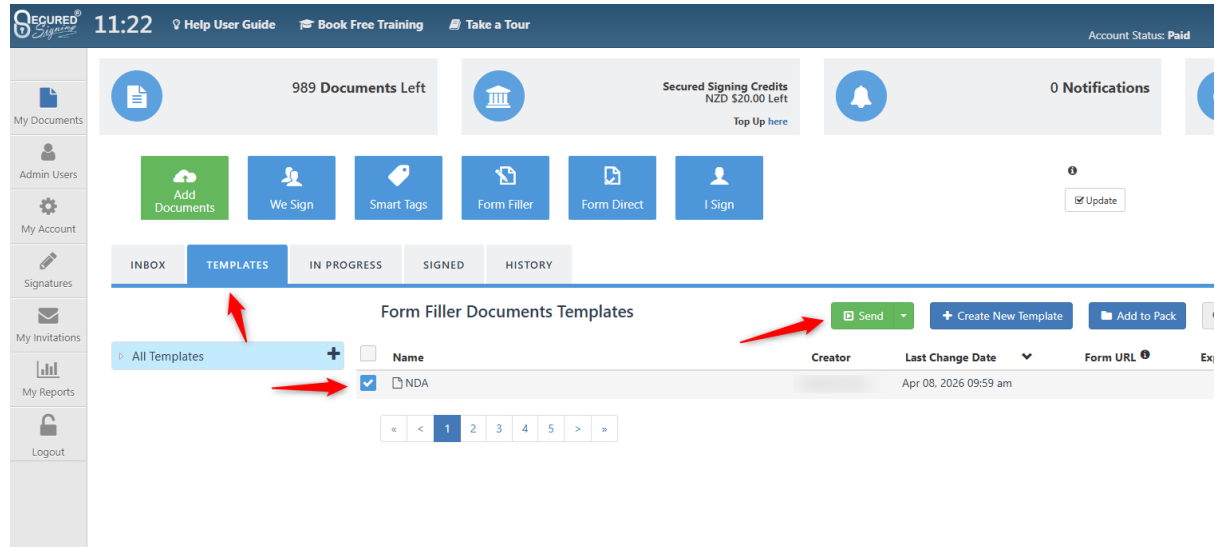 SECURED®
Signing
11:22 Help User Guide Book Free Training Take a Tour
Account Status: Paid
My Documents
Admin Users
My Account
Signatures
My Invitations
My Reports
Logout
989 Documents Left
Secured Signing Credits
NZD $20.00 Left
Top Up here
0 Notifications
Add
Documents
We Sign
Smart Tags
Form Filler
Form Direct
I Sign
Update
INBOX TEMPLATES IN PROGRESS SIGNED HISTORY
Form Filler Documents Templates
Send
+ Create New Template
Add to Pack
All Templates +
Name Creator Last Change Date Form URL
NDA Apr 08, 2026 09:59 am
« < 1 2 3 4 5 > »